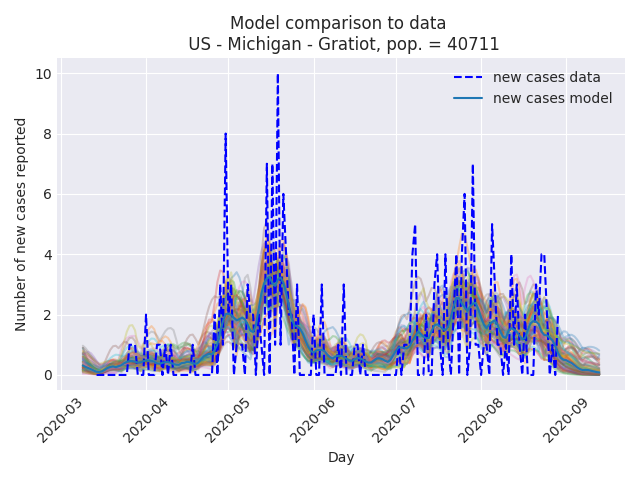 Model comparison to data
US - Michigan - Gratiot, pop. = 40711
new cases data
new cases model
Number of new cases reported
10
8
6
4
2
0
2020-03
2020-04
2020-05
2020-06
2020-07
2020-08
2020-09
Day